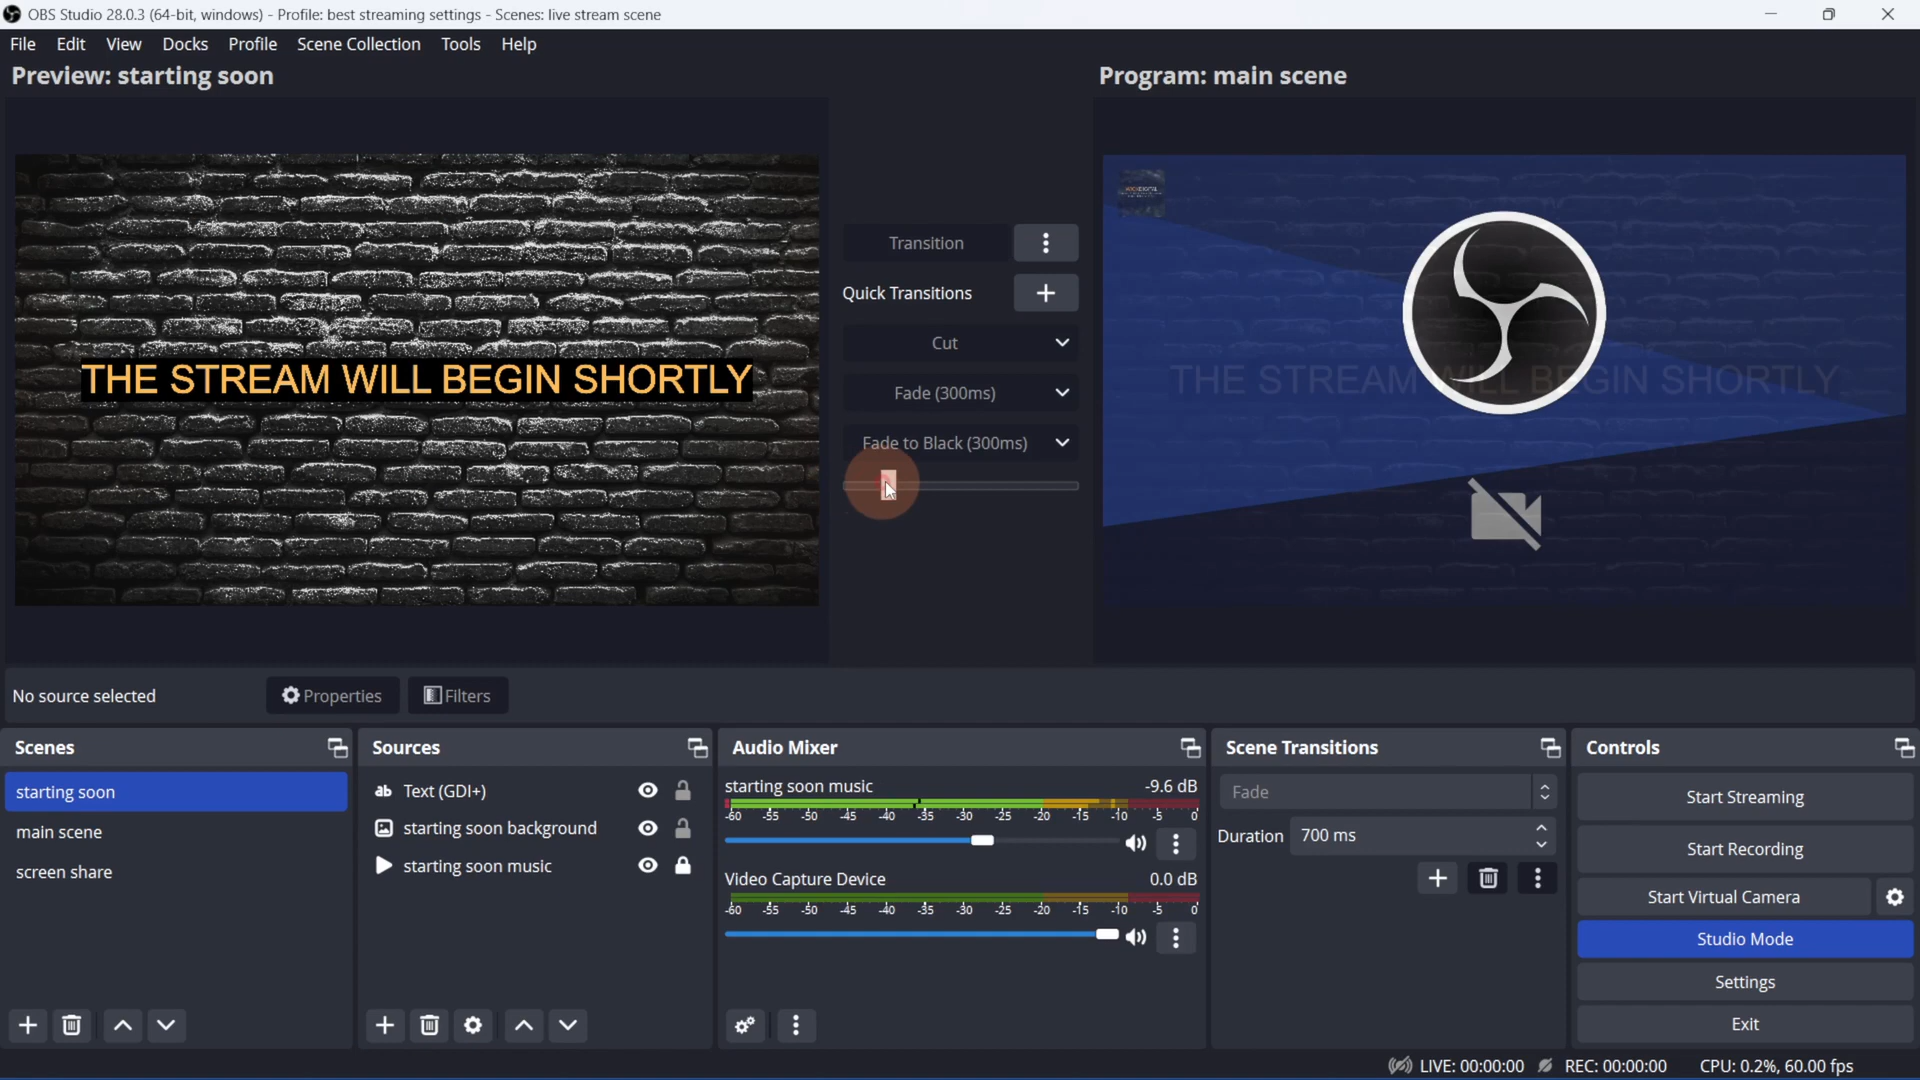 OBS Studio 28.0.3 (64-bit, windows) - Profile: best streaming settings - Scenes: live stream scene
File Edit View Docks Profile Scene Collection Tools Help
Preview: starting soon
Program: main scene
THE STREAM WILL BEGIN SHORTLY
Transition
Quick Transitions
Cut
Fade (300ms)
Fade to Black (300ms)
THE STREAM WILL BEGIN SHORTLY
No source selected
Properties
Filters
Scenes
starting soon
main scene
screen share
Sources
ab Text (GDI+)
starting soon background
starting soon music
Audio Mixer
starting soon music -9.6 dB
-60 -55 -50 -45 -40 -35 -30 -25 -20 -15 -10 -5 0
Video Capture Device 0.0 dB
-60 -55 -50 -45 -40 -35 -30 -25 -20 -15 -10 -5 0
Scene Transitions
Fade
Duration 700 ms
Controls
Start Streaming
Start Recording
Start Virtual Camera
Studio Mode
Settings
Exit
LIVE: 00:00:00 REC: 00:00:00 CPU: 0.2%, 60.00 fps